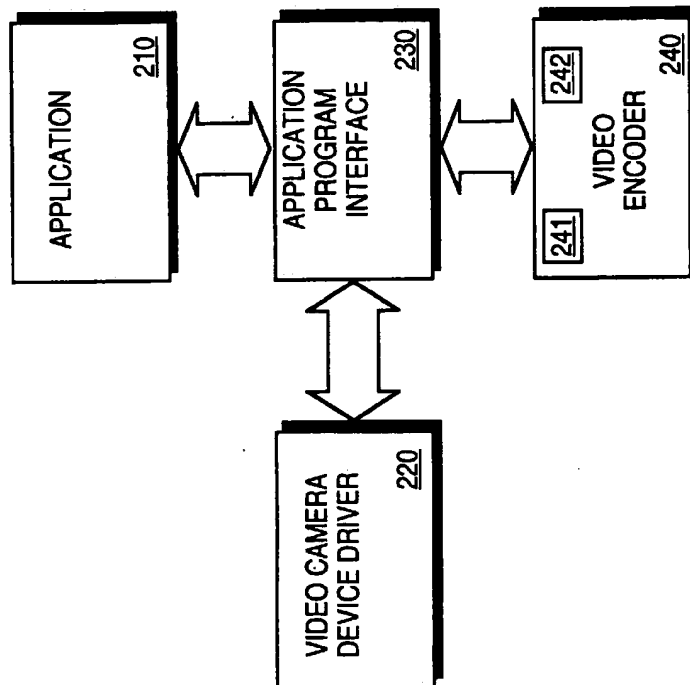 APPLICATION
210
VIDEO CAMERA
DEVICE DRIVER
220
APPLICATION
PROGRAM
INTERFACE
230
241
242
VIDEO
ENCODER
240